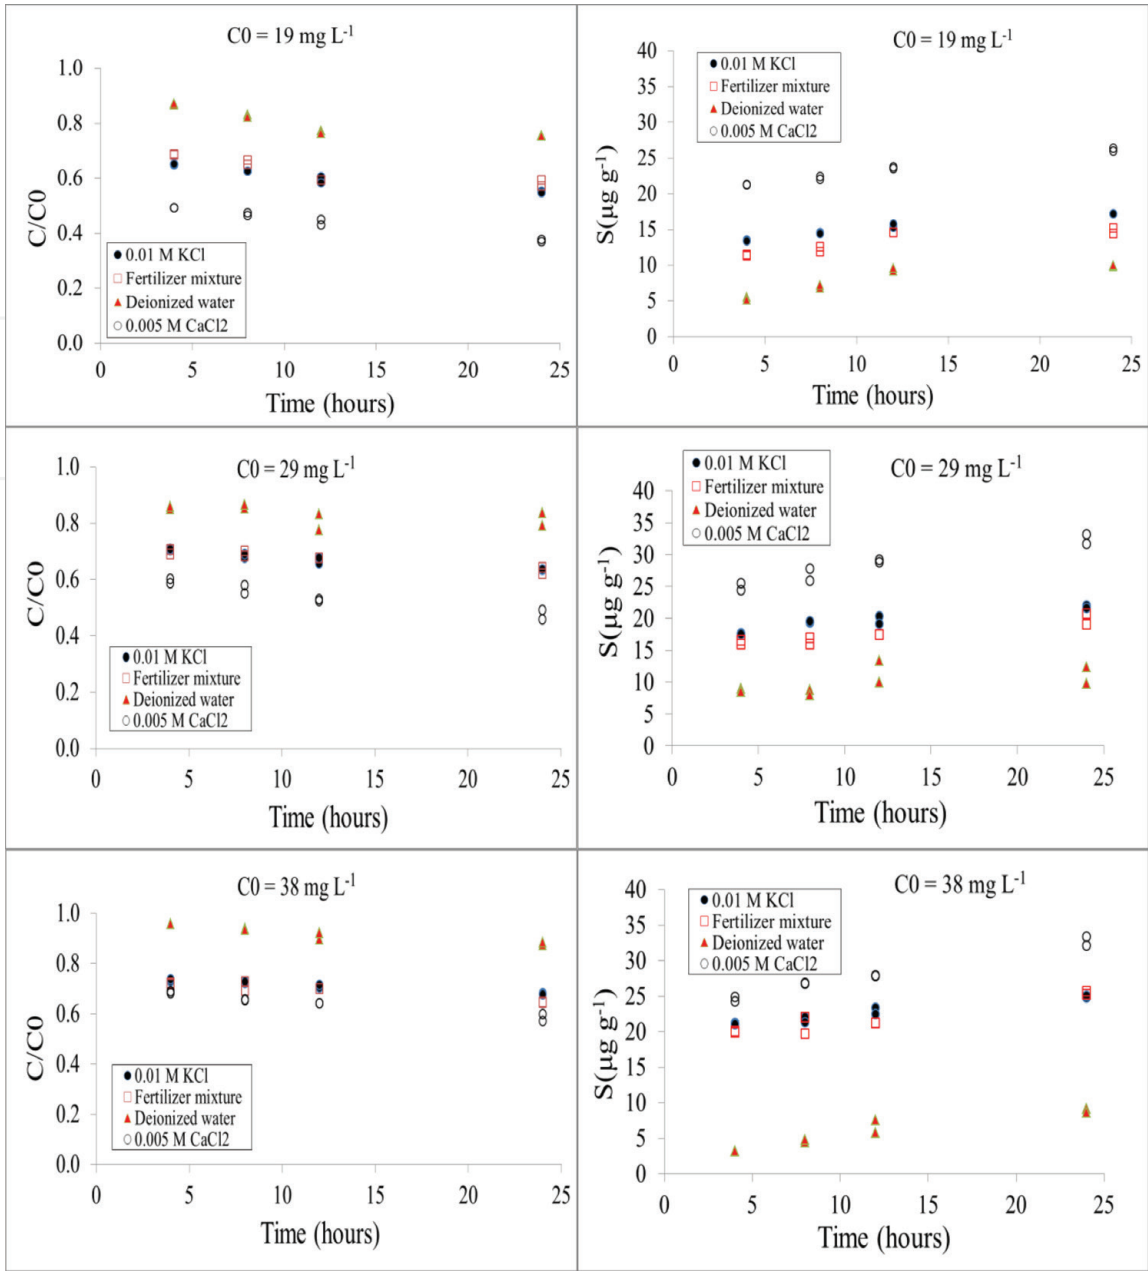 C0 = 19 mg L-1
1.0
0.8
0.6
0.4
0.2
0.0
C/C0
0.01 M KCl
Fertilizer mixture
Deionized water
0.005 M CaCl2
0 5 10 15 20 25
Time (hours)
C0 = 19 mg L-1
40
35
30
25
20
15
10
5
0
S(µg g-1)
0.01 M KCl
Fertilizer mixture
Deionized water
0.005 M CaCl2
0 5 10 15 20 25
Time (hours)
C0 = 29 mg L-1
1.0
0.8
0.6
0.4
0.2
0.0
C/C0
0.01 M KCl
Fertilizer mixture
Deionized water
0.005 M CaCl2
0 5 10 15 20 25
Time (hours)
C0 = 29 mg L-1
40
35
30
25
20
15
10
5
0
S(µg g-1)
0.01 M KCl
Fertilizer mixture
Deionized water
0.005 M CaCl2
0 5 10 15 20 25
Time (hours)
C0 = 38 mg L-1
1.0
0.8
0.6
0.4
0.2
0.0
C/C0
0.01 M KCl
Fertilizer mixture
Deionized water
0.005 M CaCl2
0 5 10 15 20 25
Time (hours)
C0 = 38 mg L-1
40
35
30
25
20
15
10
5
0
S(µg g-1)
0.01 M KCl
Fertilizer mixture
Deionized water
0.005 M CaCl2
0 5 10 15 20 25
Time (hours)